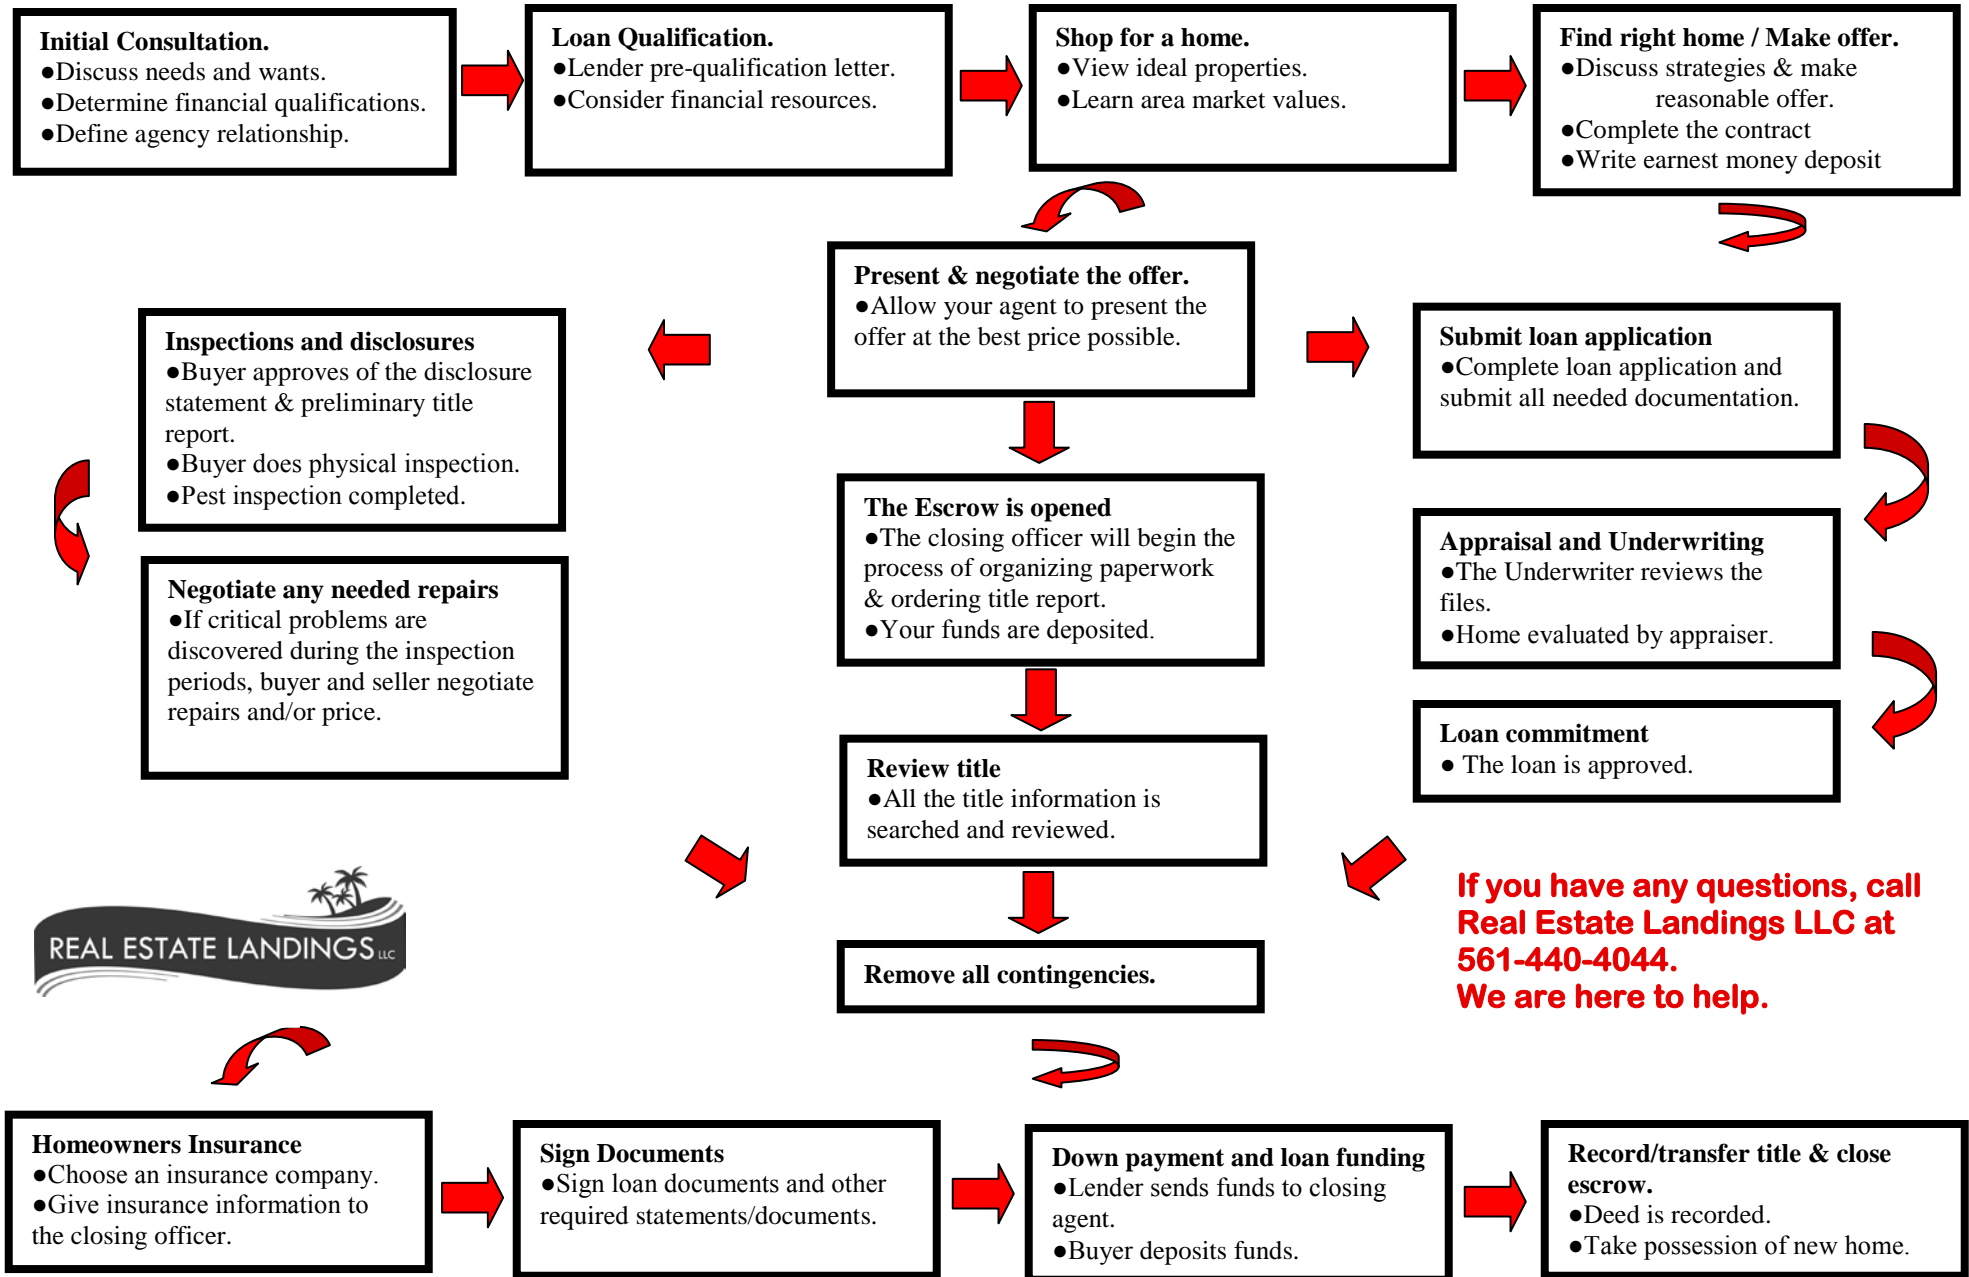 Initial Consultation.
●Discuss needs and wants.
●Determine financial qualifications.
●Define agency relationship.
Loan Qualification.
●Lender pre-qualification letter.
●Consider financial resources.
Shop for a home.
●View ideal properties.
●Learn area market values.
Find right home / Make offer.
●Discuss strategies & make
reasonable offer.
●Complete the contract
●Write earnest money deposit
Present & negotiate the offer.
●Allow your agent to present the
offer at the best price possible.
Inspections and disclosures
●Buyer approves of the disclosure
statement & preliminary title
report.
●Buyer does physical inspection.
●Pest inspection completed.
Negotiate any needed repairs
●If critical problems are
discovered during the inspection
periods, buyer and seller negotiate
repairs and/or price.
The Escrow is opened
●The closing officer will begin the
process of organizing paperwork
& ordering title report.
●Your funds are deposited.
Review title
●All the title information is
searched and reviewed.
Submit loan application
●Complete loan application and
submit all needed documentation.
Appraisal and Underwriting
●The Underwriter reviews the
files.
●Home evaluated by appraiser.
Loan commitment
● The loan is approved.
Remove all contingencies.
REAL ESTATE LANDINGS LLC
If you have any questions, call
Real Estate Landings LLC at
561-440-4044.
We are here to help.
Homeowners Insurance
●Choose an insurance company.
●Give insurance information to
the closing officer.
Sign Documents
●Sign loan documents and other
required statements/documents.
Down payment and loan funding
●Lender sends funds to closing
agent.
●Buyer deposits funds.
Record/transfer title & close
escrow.
●Deed is recorded.
●Take possession of new home.